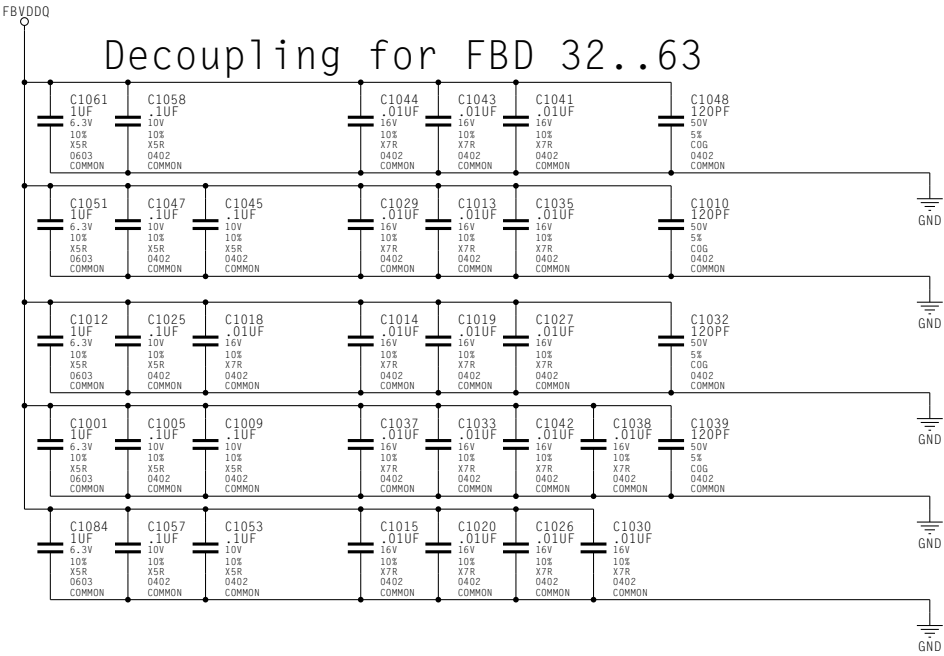 FBVDDQ
Decoupling for FBD 32..63
C1061 C1058 C1044 C1043 C1041 C1048
1UF .1UF .01UF .01UF .01UF 120PF
6.3V 10V 16V 16V 16V 50V
10% 10% 10% 10% 10% 5%
X5R X5R X7R X7R X7R COG
0603 0402 0402 0402 0402 0402
COMMON COMMON COMMON COMMON COMMON COMMON
GND
C1051 C1047 C1045 C1029 C1013 C1035 C1010
1UF .1UF .1UF .01UF .01UF .01UF 120PF
6.3V 10V 10V 16V 16V 16V 50V
10% 10% 10% 10% 10% 10% 5%
X5R X5R X5R X7R X7R X7R COG
0603 0402 0402 0402 0402 0402 0402
COMMON COMMON COMMON COMMON COMMON COMMON COMMON
GND
C1012 C1025 C1018 C1014 C1019 C1027 C1032
1UF .1UF .01UF .01UF .01UF .01UF 120PF
6.3V 10V 16V 16V 16V 16V 50V
10% 10% 10% 10% 10% 10% 5%
X5R X5R X7R X7R X7R X7R COG
0603 0402 0402 0402 0402 0402 0402
COMMON COMMON COMMON COMMON COMMON COMMON COMMON
GND
C1001 C1005 C1009 C1037 C1033 C1042 C1038 C1039
1UF .1UF .1UF .01UF .01UF .01UF .01UF 120PF
6.3V 10V 10V 16V 16V 16V 16V 50V
10% 10% 10% 10% 10% 10% 10% 5%
X5R X5R X5R X7R X7R X7R X7R COG
0603 0402 0402 0402 0402 0402 0402 0402
COMMON COMMON COMMON COMMON COMMON COMMON COMMON COMMON
GND
C1084 C1057 C1053 C1015 C1020 C1026 C1030
1UF .1UF .1UF .01UF .01UF .01UF .01UF
6.3V 10V 10V 16V 16V 16V 16V
10% 10% 10% 10% 10% 10% 10%
X5R X5R X5R X7R X7R X7R X7R
0603 0402 0402 0402 0402 0402 0402
COMMON COMMON COMMON COMMON COMMON COMMON COMMON
GND